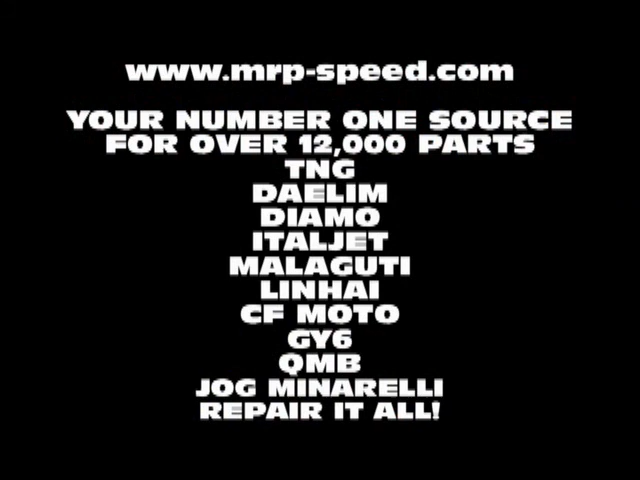 www.mrp-speed.com
YOUR NUMBER ONE SOURCE
FOR OVER 12,000 PARTS
TNG
DAELIM
DIAMO
ITALJET
MALAGUTI
LINHAI
CF MOTO
GY6
QMB
JOG MINARELLI
REPAIR IT ALL!